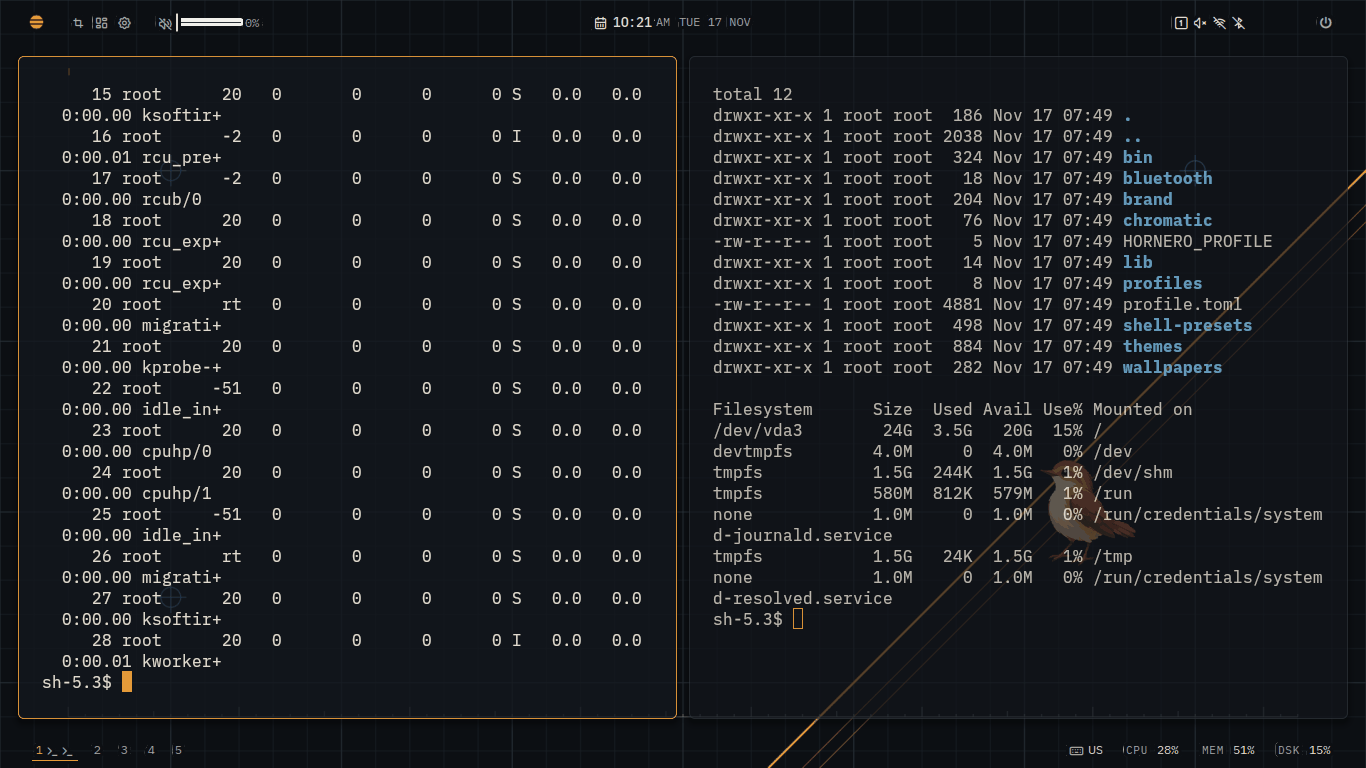 0% 10:21 AM TUE 17 NOV 1
15 root 20 0 0 0 0 S 0.0 0.0
0:00.00 ksoftir+
16 root -2 0 0 0 0 I 0.0 0.0
0:00.01 rcu_pre+
17 root -2 0 0 0 0 S 0.0 0.0
0:00.00 rcub/0
18 root 20 0 0 0 0 S 0.0 0.0
0:00.00 rcu_exp+
19 root 20 0 0 0 0 S 0.0 0.0
0:00.00 rcu_exp+
20 root rt 0 0 0 0 S 0.0 0.0
0:00.00 migrati+
21 root 20 0 0 0 0 S 0.0 0.0
0:00.00 kprobe-+
22 root -51 0 0 0 0 S 0.0 0.0
0:00.00 idle_in+
23 root 20 0 0 0 0 S 0.0 0.0
0:00.00 cpuhp/0
24 root 20 0 0 0 0 S 0.0 0.0
0:00.00 cpuhp/1
25 root -51 0 0 0 0 S 0.0 0.0
0:00.00 idle_in+
26 root rt 0 0 0 0 S 0.0 0.0
0:00.00 migrati+
27 root 20 0 0 0 0 S 0.0 0.0
0:00.00 ksoftir+
28 root 20 0 0 0 0 I 0.0 0.0
0:00.01 kworker+
sh-5.3$
total 12
drwxr-xr-x 1 root root 186 Nov 17 07:49 .
drwxr-xr-x 1 root root 2038 Nov 17 07:49 ..
drwxr-xr-x 1 root root 324 Nov 17 07:49 bin
drwxr-xr-x 1 root root 18 Nov 17 07:49 bluetooth
drwxr-xr-x 1 root root 204 Nov 17 07:49 brand
drwxr-xr-x 1 root root 76 Nov 17 07:49 chromatic
-rw-r--r-- 1 root root 5 Nov 17 07:49 HORNERO_PROFILE
drwxr-xr-x 1 root root 14 Nov 17 07:49 lib
drwxr-xr-x 1 root root 8 Nov 17 07:49 profiles
-rw-r--r-- 1 root root 4881 Nov 17 07:49 profile.toml
drwxr-xr-x 1 root root 498 Nov 17 07:49 shell-presets
drwxr-xr-x 1 root root 884 Nov 17 07:49 themes
drwxr-xr-x 1 root root 282 Nov 17 07:49 wallpapers
Filesystem Size Used Avail Use% Mounted on
/dev/vda3 24G 3.5G 20G 15% /
devtmpfs 4.0M 0 4.0M 0% /dev
tmpfs 1.5G 244K 1.5G 1% /dev/shm
tmpfs 580M 812K 579M 1% /run
none 1.0M 0 1.0M 0% /run/credentials/system
d-journald.service
tmpfs 1.5G 24K 1.5G 1% /tmp
none 1.0M 0 1.0M 0% /run/credentials/system
d-resolved.service
sh-5.3$
1 2 3 4 5 US CPU 28% MEM 51% DSK 15%